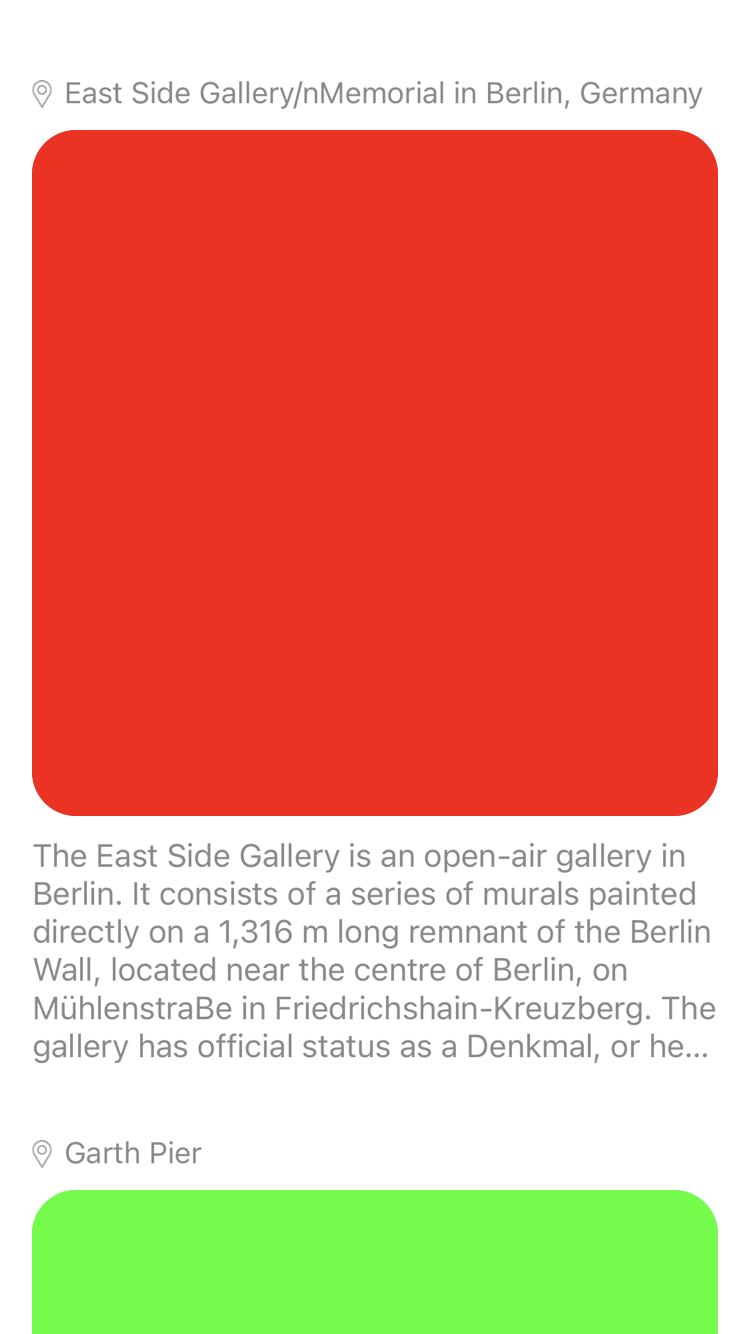 East Side Gallery/nMemorial in Berlin, Germany
The East Side Gallery is an open-air gallery in
Berlin. It consists of a series of murals painted
directly on a 1,316 m long remnant of the Berlin
Wall, located near the centre of Berlin, on
MühlenstraBe in Friedrichshain-Kreuzberg. The
gallery has official status as a Denkmal, or he...
Garth Pier